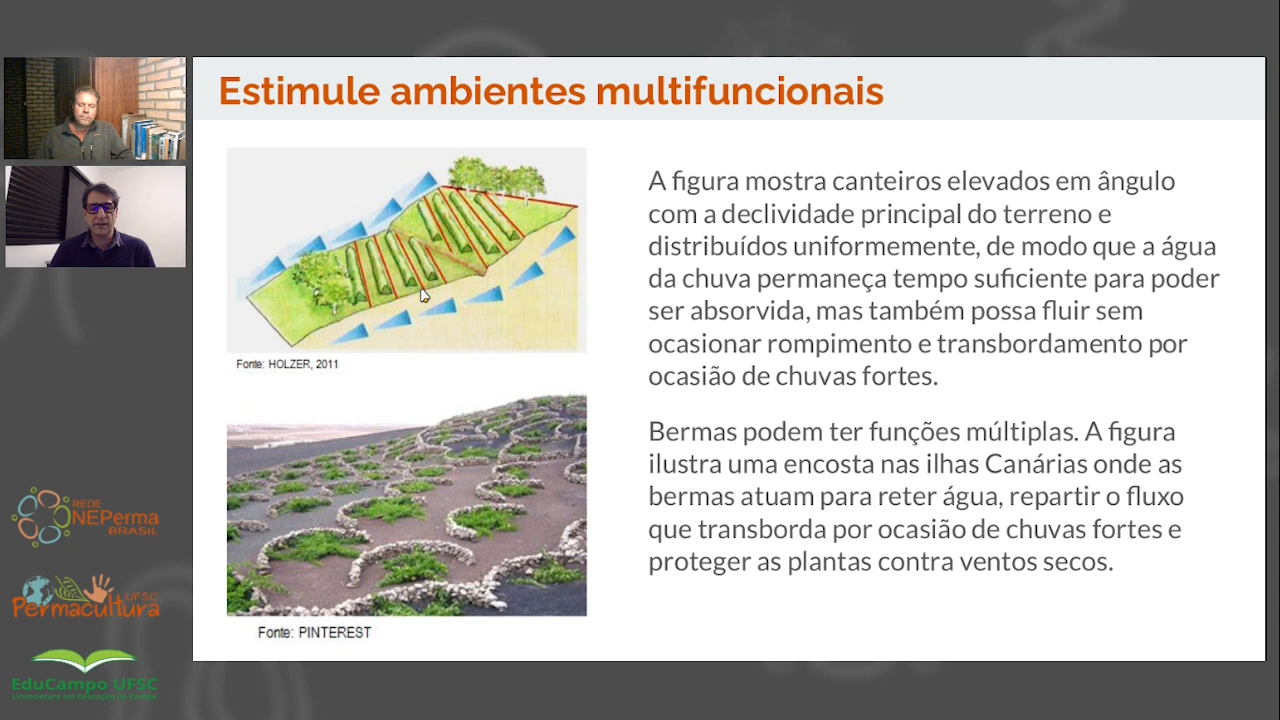 Estimule ambientes multifuncionais
A figura mostra canteiros elevados em ângulo
com a declividade principal do terreno e
distribuídos uniformemente, de modo que a água
da chuva permaneça tempo suficiente para poder
ser absorvida, mas também possa fluir sem
ocasionar rompimento e transbordamento por
ocasião de chuvas fortes.
Fonte: HOLZER, 2011
Bermas podem ter funções múltiplas. A figura
ilustra uma encosta nas ilhas Canárias onde as
bermas atuam para reter água, repartir o fluxo
que transborda por ocasião de chuvas fortes e
proteger as plantas contra ventos secos.
Fonte: PINTEREST
REDE
NEPerma
BRASIL
UFSC
Permacultura
EduCampo UFSC
Licenciatura em Educação do Campo